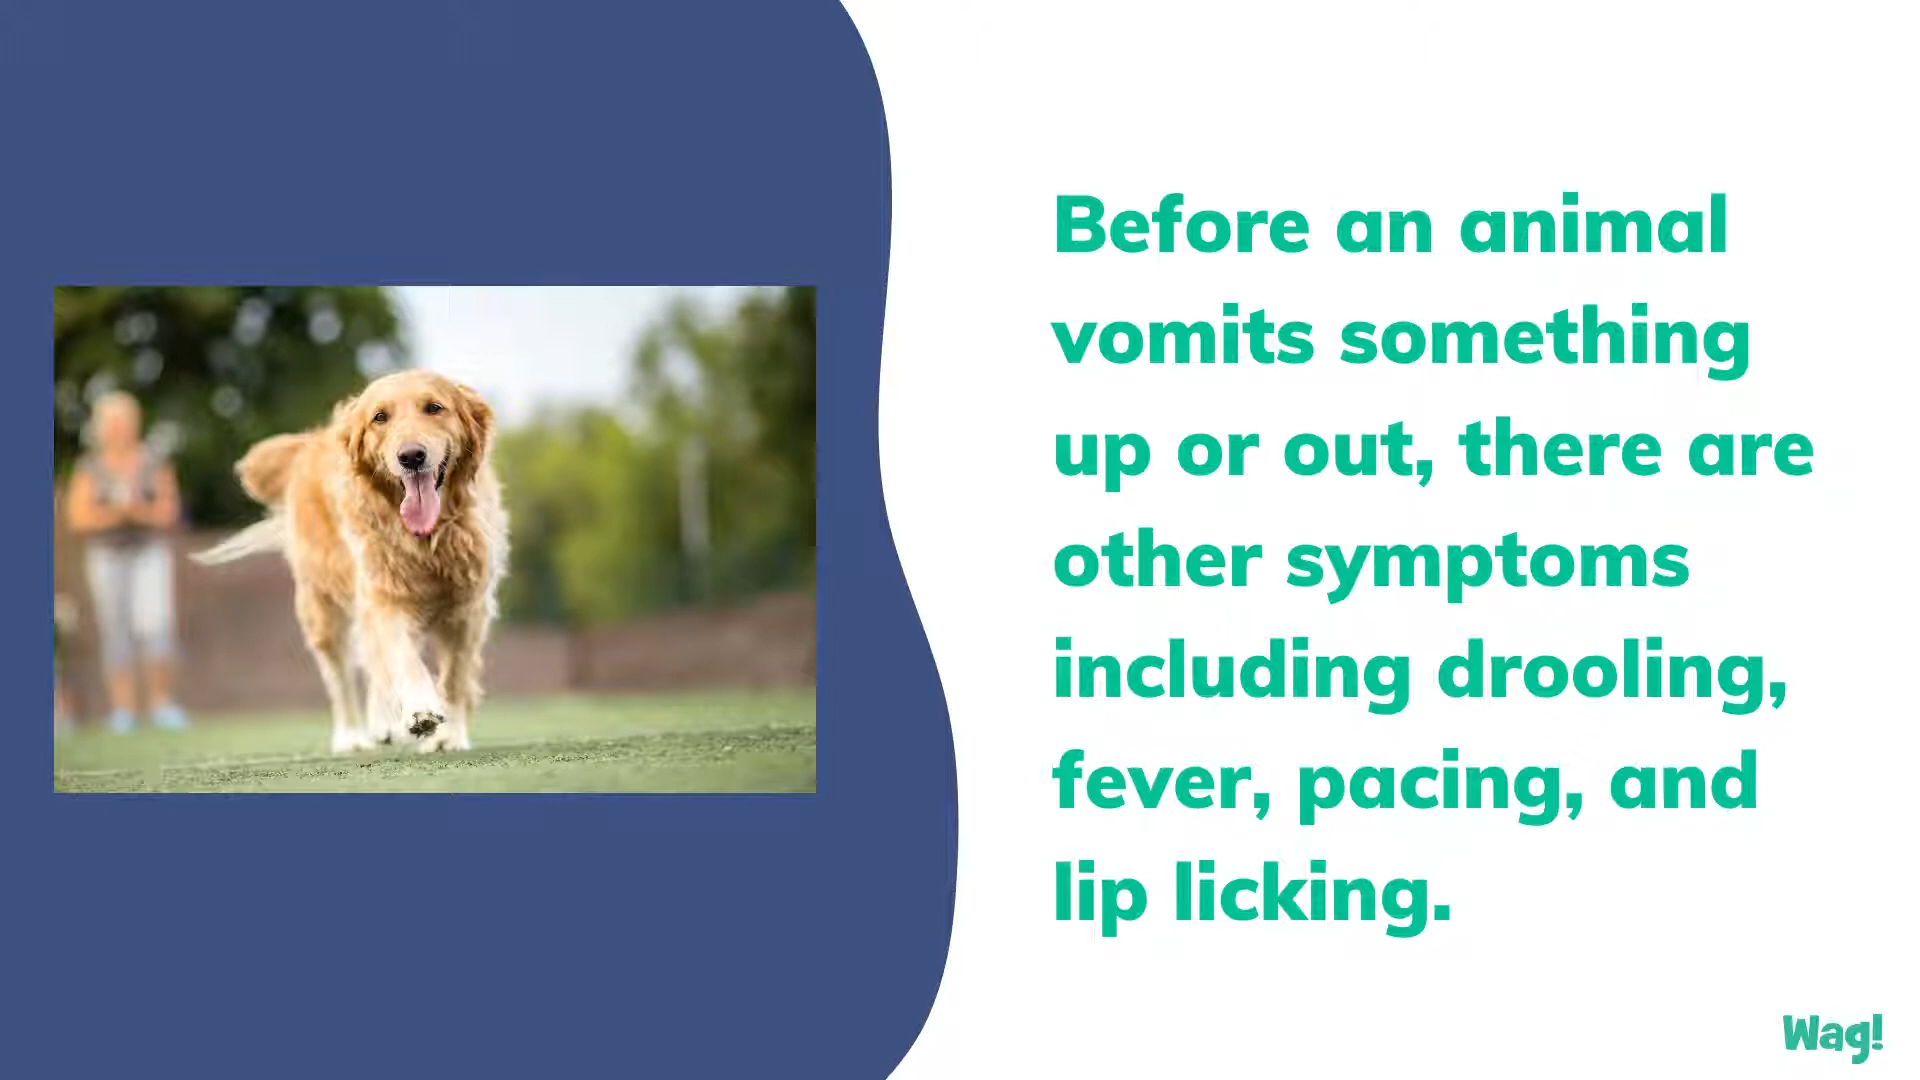 Before an animal
vomits something
up or out, there are
other symptoms
including drooling,
fever, pacing, and
lip licking.
Wag!